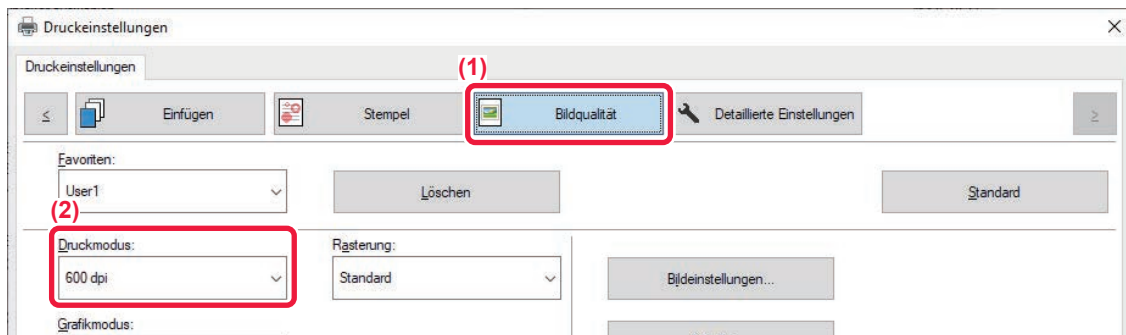 Druckeinstellungen
Druckeinstellungen
(1)
≤ Einfügen Stempel Bildqualität Detaillierte Einstellungen ≥
Favoriten:
User1 Löschen Standard
(2)
Druckmodus: Rasterung:
600 dpi Standard Bildeinstellungen...
Grafikmodus: